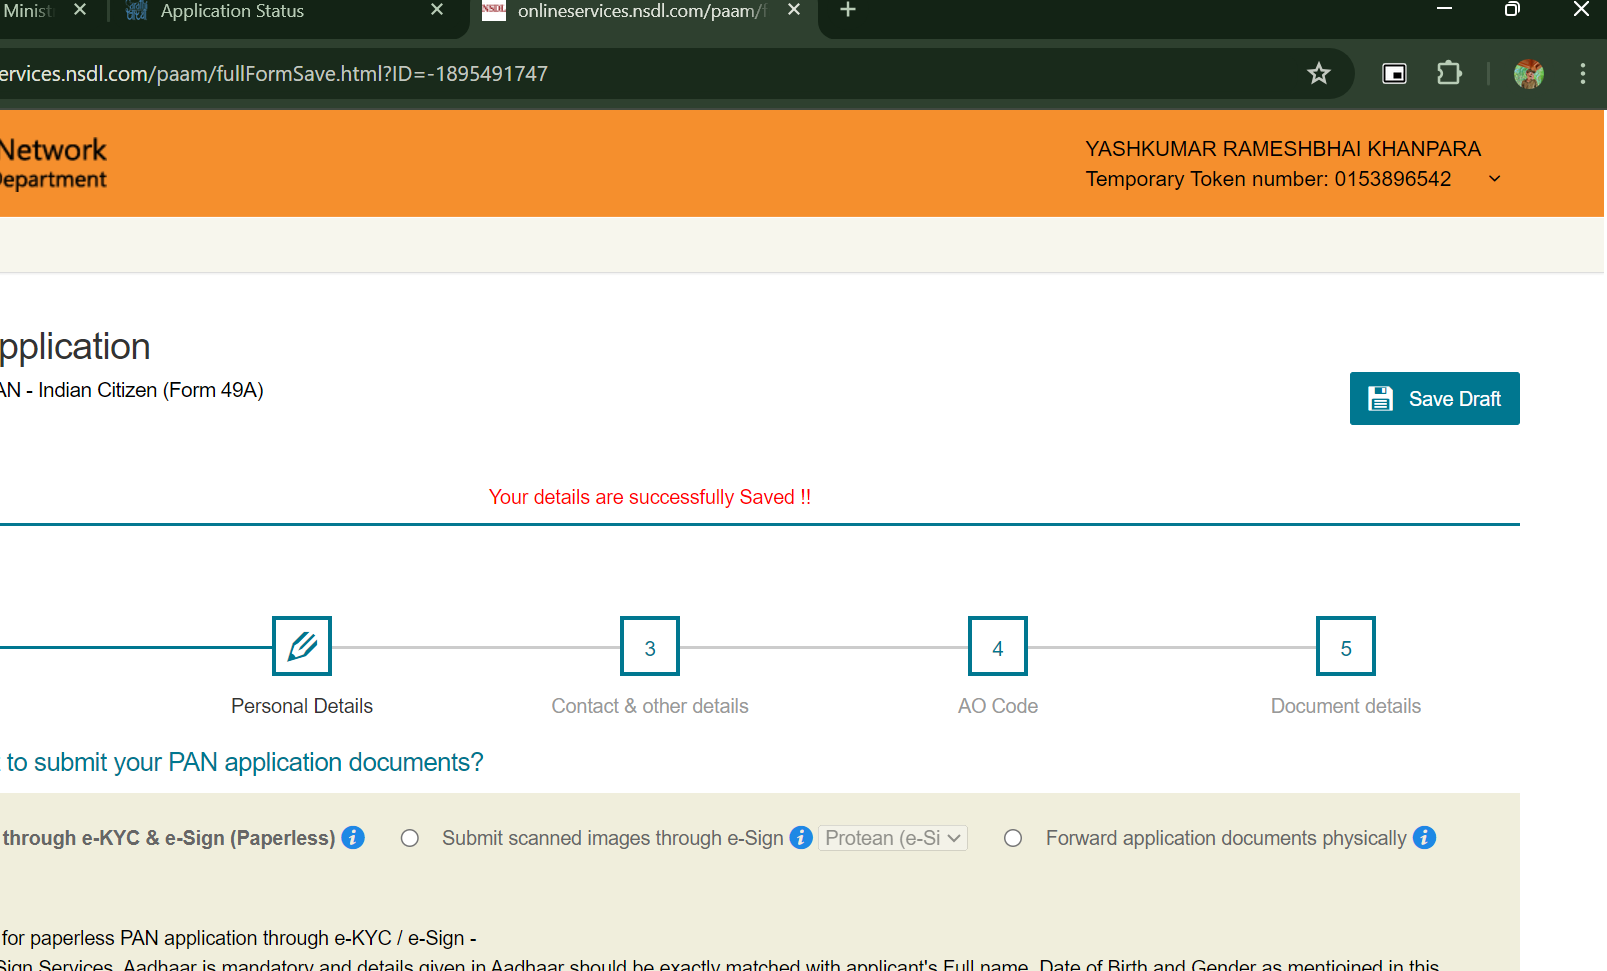 Minist
Application Status
NSDL onlineservices.nsdl.com/paam/f
ervices.nsdl.com/paam/fullFormSave.html?ID=-1895491747
Network
epartment
YASHKUMAR RAMESHBHAI KHANPARA
Temporary Token number: 0153896542
pplication
AN - Indian Citizen (Form 49A)
Save Draft
Your details are successfully Saved !!
3
4
5
Personal Details
Contact & other details
AO Code
Document details
to submit your PAN application documents?
through e-KYC & e-Sign (Paperless) i
Submit scanned images through e-Sign i Protean (e-Si
Forward application documents physically i
for paperless PAN application through e-KYC / e-Sign -
Sign Services, Aadhaar is mandatory and details given in Aadhaar should be exactly matched with applicant's Full name, Date of Birth and Gender as mentioined in this